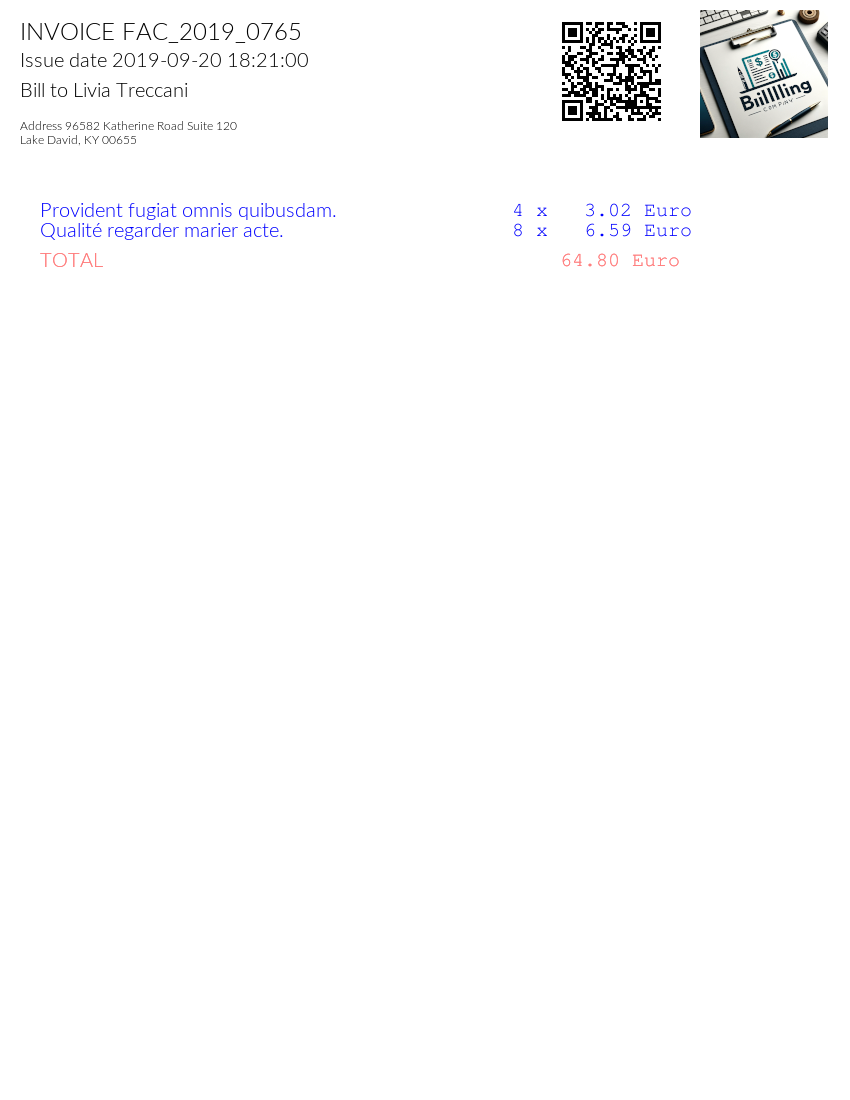 INVOICE FAC_2019_0765
Issue date 2019-09-20 18:21:00
Bill to Livia Treccani
Address 96582 Katherine Road Suite 120
Lake David, KY 00655
Biillling
COMPANY
Provident fugiat omnis quibusdam. 4 x 3.02 Euro
Qualité regarder marier acte. 8 x 6.59 Euro
TOTAL 64.80 Euro